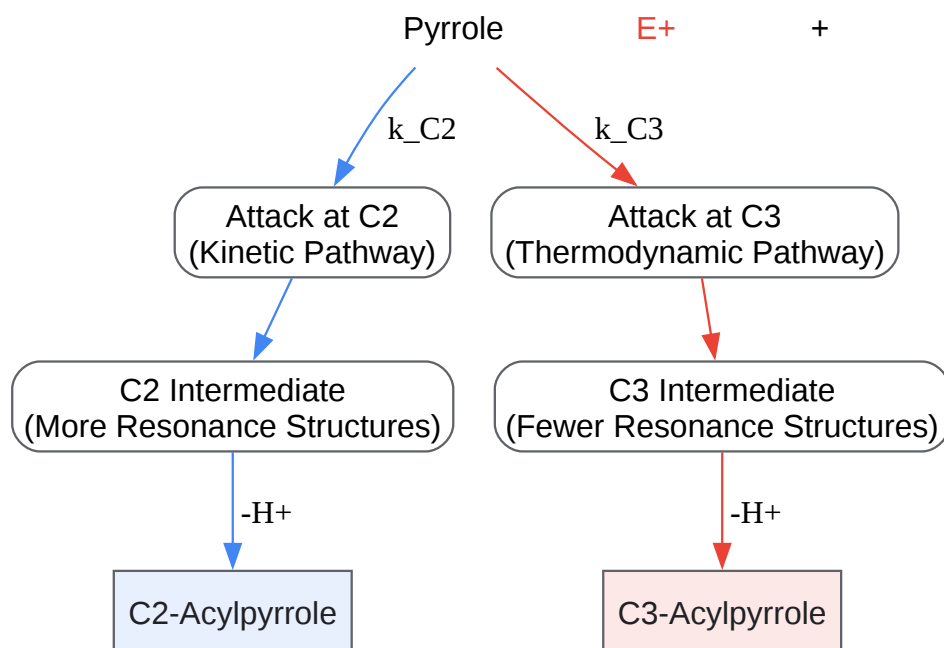 Pyrrole E+ +
k_C2 k_C3
Attack at C2
(Kinetic Pathway)
Attack at C3
(Thermodynamic Pathway)
C2 Intermediate
(More Resonance Structures)
C3 Intermediate
(Fewer Resonance Structures)
-H+ -H+
C2-Acylpyrrole C3-Acylpyrrole